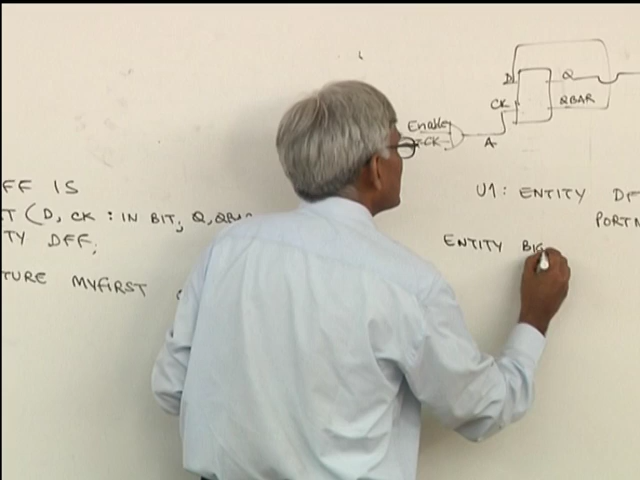 FF IS
T (D, CK : IN BIT; Q, QBAR
TY DFF;
TURE MYFIRST
D Q
CK QBAR
Enable
CK
A
U1: ENTITY DF
PORTM
ENTITY BIG